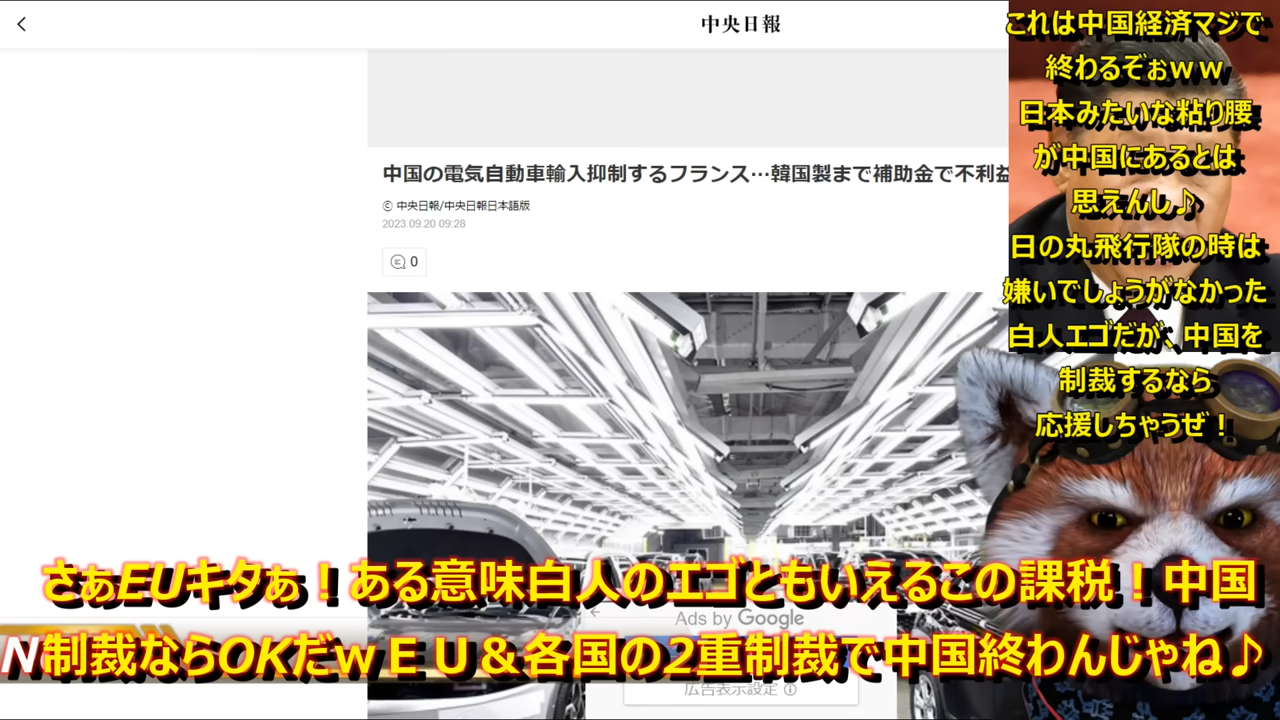 中央日報
中国の電気自動車輸入抑制するフランス…韓国製まで補助金で不利益
ⓒ 中央日報/中央日報日本語版
2023.09.20 09:28
0
これは中国経済マジで
終わるぞぉｗｗ
日本みたいな粘り腰
が中国にあるとは
思えんし♪
日の丸飛行隊の時は
嫌いでしょうがなかった
白人エゴだが、中国を
制裁するなら
応援しちゃうぜ！
さぁEUキタぁ！ある意味白人のエゴともいえるこの課税！中国
Ads by Google
N
制裁ならOKだｗＥＵ＆各国の2重制裁で中国終わんじゃね♪
広告表示設定